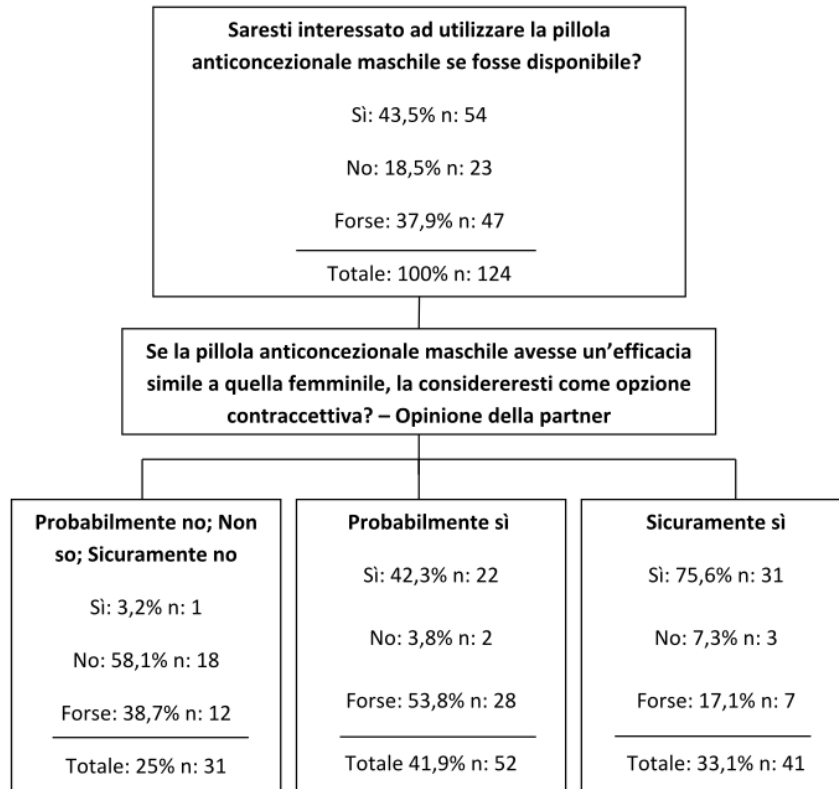 Saresti interessato ad utilizzare la pillola
anticoncezionale maschile se fosse disponibile?
Sì: 43,5% n: 54
No: 18,5% n: 23
Forse: 37,9% n: 47
Totale: 100% n: 124
Se la pillola anticoncezionale maschile avesse un’efficacia
simile a quella femminile, la considereresti come opzione
contraccettiva? – Opinione della partner
Probabilmente no; Non
so; Sicuramente no
Sì: 3,2% n: 1
No: 58,1% n: 18
Forse: 38,7% n: 12
Totale: 25% n: 31
Probabilmente sì
Sì: 42,3% n: 22
No: 3,8% n: 2
Forse: 53,8% n: 28
Totale 41,9% n: 52
Sicuramente sì
Sì: 75,6% n: 31
No: 7,3% n: 3
Forse: 17,1% n: 7
Totale: 33,1% n: 41